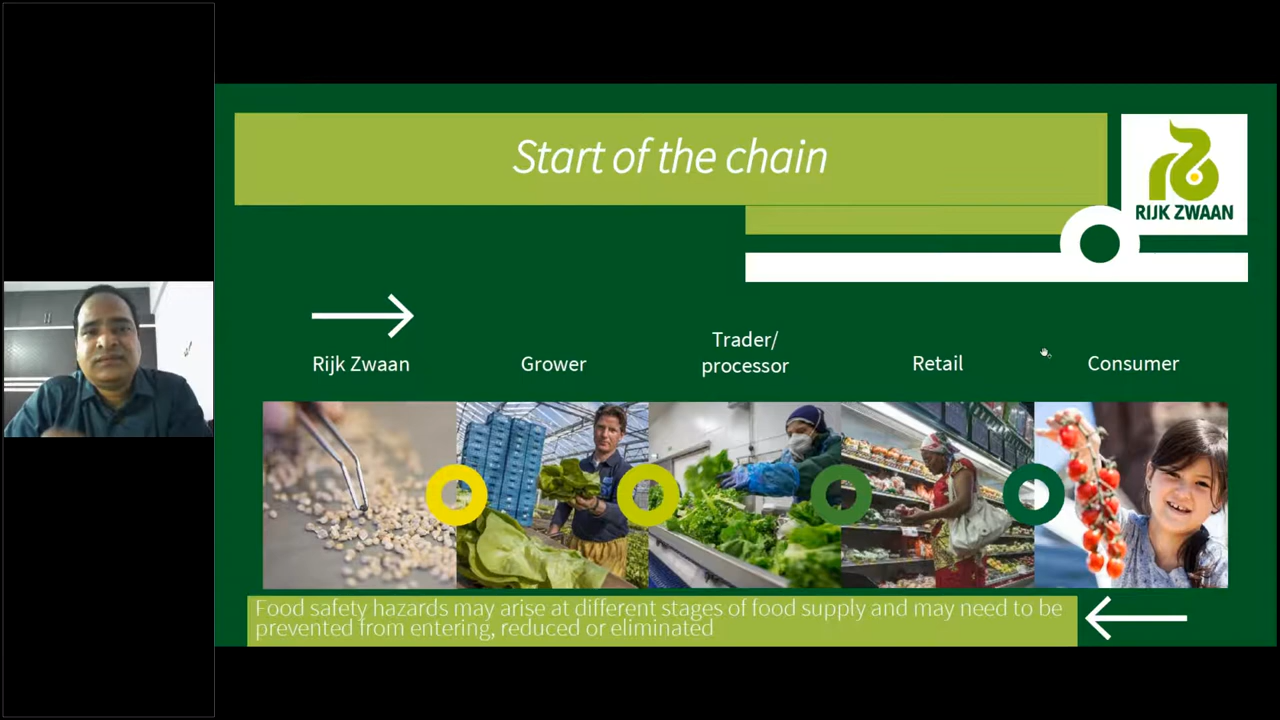 Start of the chain
RIJK ZWAAN
Rijk Zwaan
Grower
Trader/
processor
Retail
Consumer
Food safety hazards may arise at different stages of food supply and may need to be
prevented from entering, reduced or eliminated